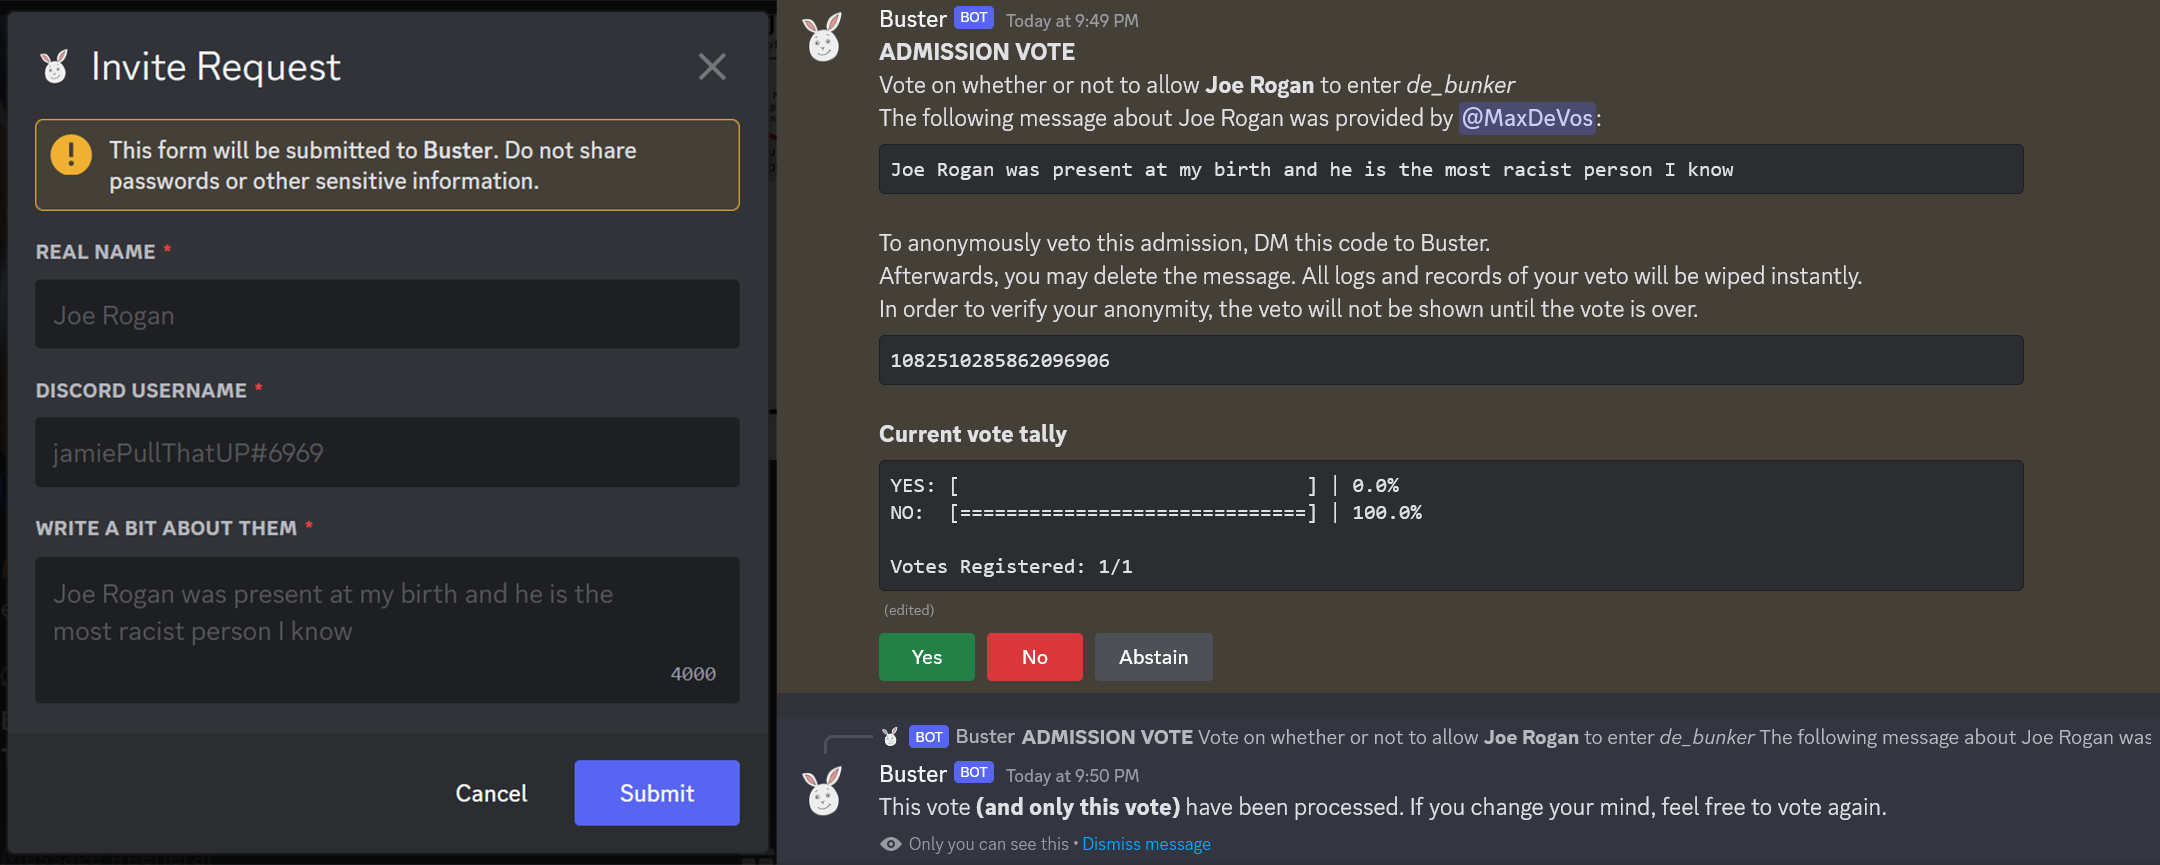 Invite Request
This form will be submitted to Buster. Do not share
passwords or other sensitive information.
REAL NAME *
Joe Rogan
DISCORD USERNAME *
jamiePullThatUP#6969
WRITE A BIT ABOUT THEM *
Joe Rogan was present at my birth and he is the
most racist person I know
4000
Cancel
Submit
Buster BOT Today at 9:49 PM
ADMISSION VOTE
Vote on whether or not to allow Joe Rogan to enter de_bunker
The following message about Joe Rogan was provided by @MaxDeVos:
Joe Rogan was present at my birth and he is the most racist person I know
To anonymously veto this admission, DM this code to Buster.
Afterwards, you may delete the message. All logs and records of your veto will be wiped instantly.
In order to verify your anonymity, the veto will not be shown until the vote is over.
1082510285862096906
Current vote tally
YES: [                              ] | 0.0%
NO:  [==============================] | 100.0%
Votes Registered: 1/1
(edited)
Yes
No
Abstain
BOT Buster ADMISSION VOTE Vote on whether or not to allow Joe Rogan to enter de_bunker The following message about Joe Rogan was
Buster BOT Today at 9:50 PM
This vote (and only this vote) have been processed. If you change your mind, feel free to vote again.
Only you can see this • Dismiss message